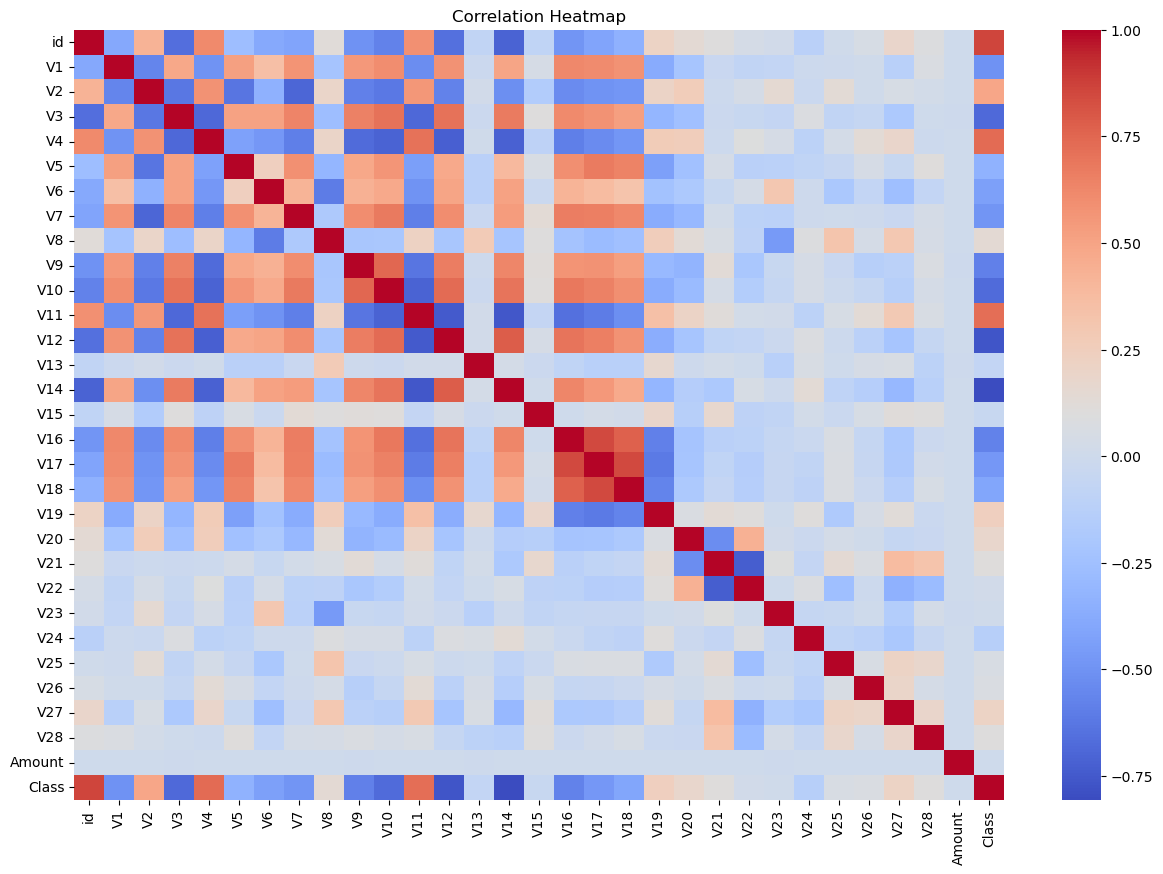 Correlation Heatmap
id
V1
V2
V3
V4
V5
V6
V7
V8
V9
V10
V11
V12
V13
V14
V15
V16
V17
V18
V19
V20
V21
V22
V23
V24
V25
V26
V27
V28
Amount
Class
id V1 V2 V3 V4 V5 V6 V7 V8 V9 V10 V11 V12 V13 V14 V15 V16 V17 V18 V19 V20 V21 V22 V23 V24 V25 V26 V27 V28 Amount Class
1.00
0.75
0.50
0.25
0.00
−0.25
−0.50
−0.75